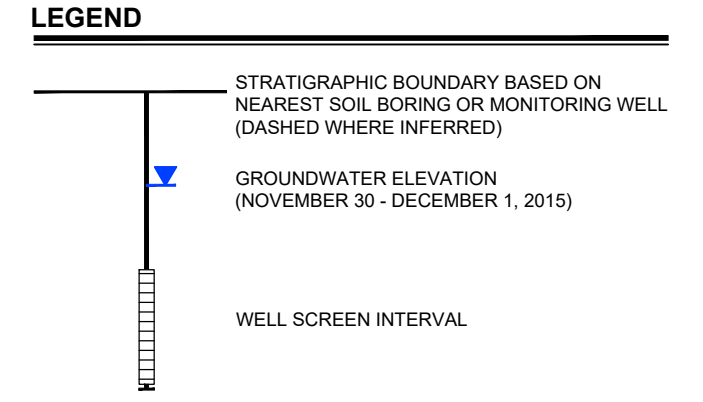 LEGEND
STRATIGRAPHIC BOUNDARY BASED ON
NEAREST SOIL BORING OR MONITORING WELL
(DASHED WHERE INFERRED)
GROUNDWATER ELEVATION
(NOVEMBER 30 - DECEMBER 1, 2015)
WELL SCREEN INTERVAL